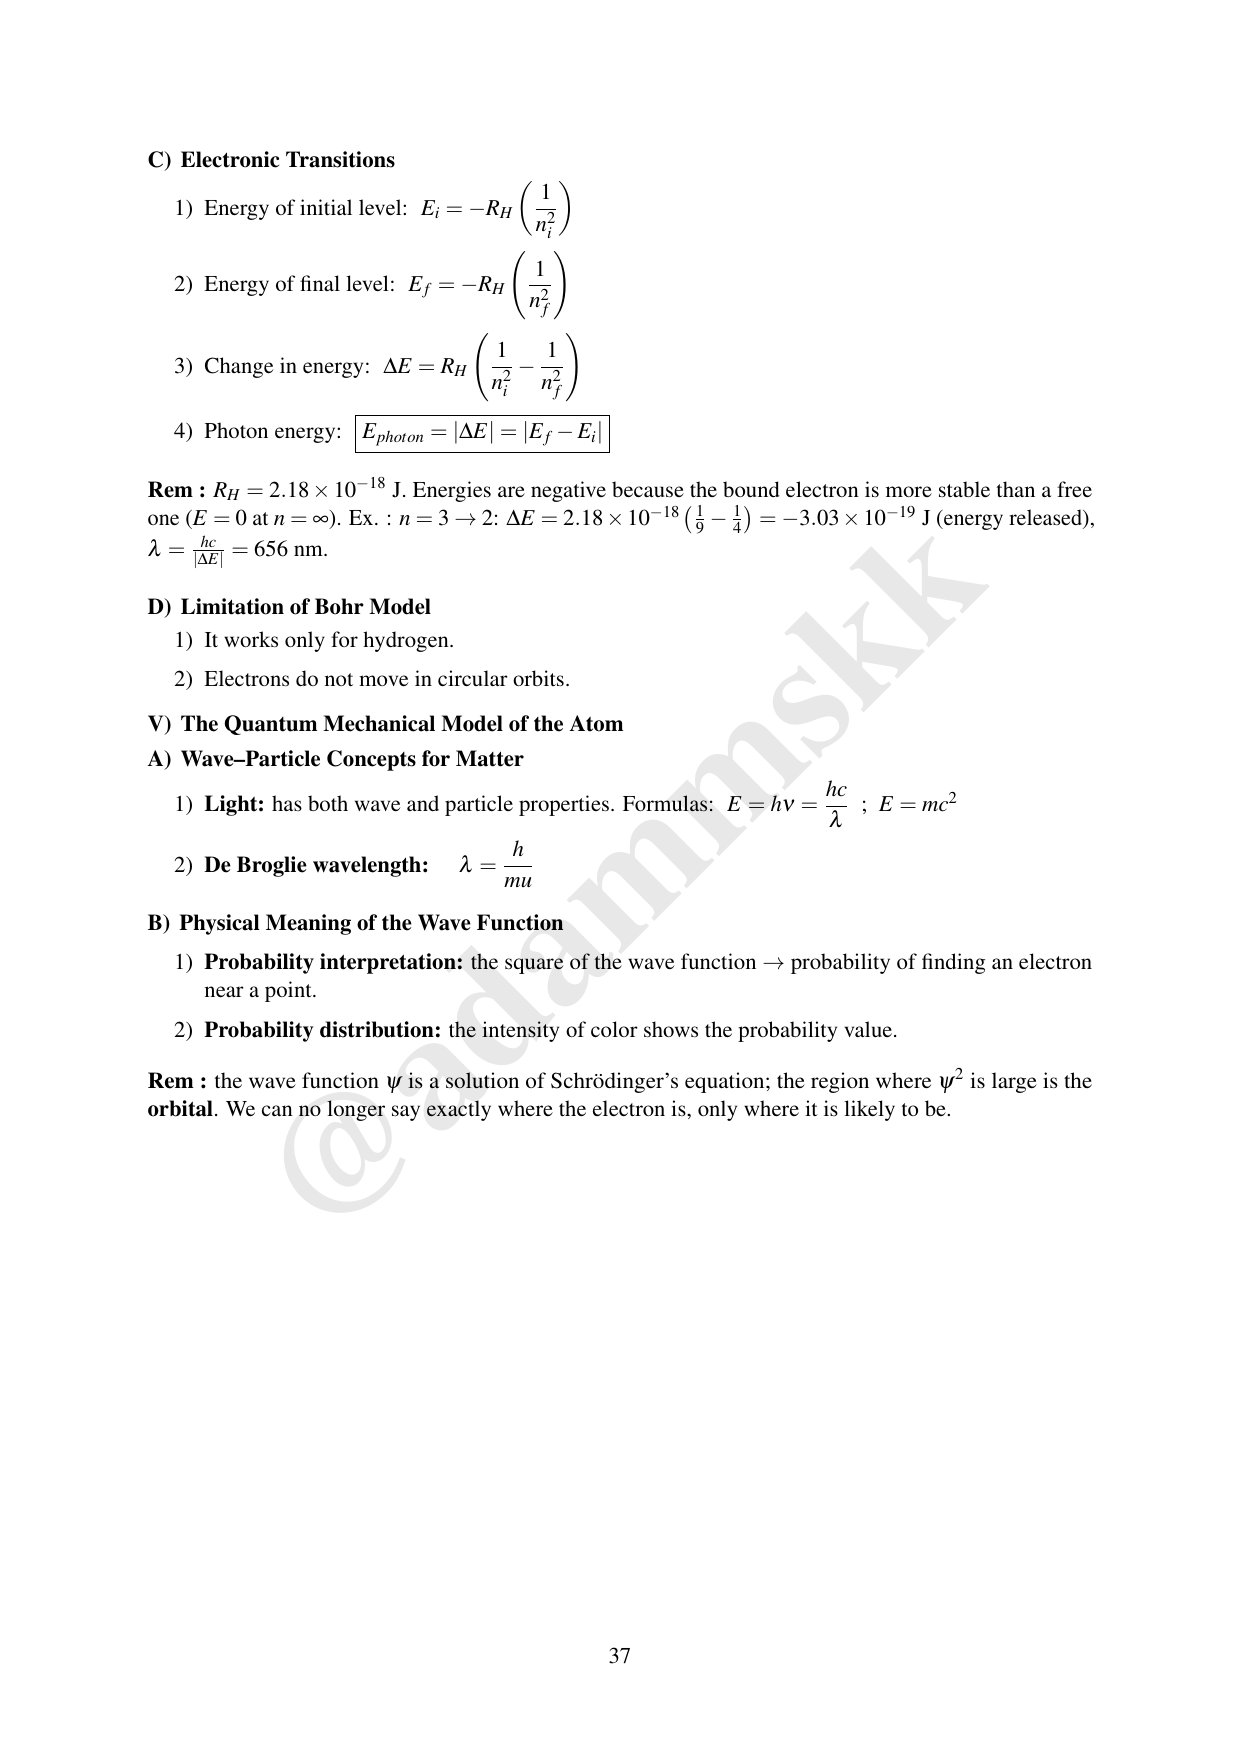 C) Electronic Transitions
1) Energy of initial level: E_i = −R_H (1/n_i^2)
2) Energy of final level: E_f = −R_H (1/n_f^2)
3) Change in energy: ΔE = R_H (1/n_i^2 − 1/n_f^2)
4) Photon energy: E_photon = |ΔE| = |E_f − E_i|
Rem : R_H = 2.18 × 10^−18 J. Energies are negative because the bound electron is more stable than a free
one (E = 0 at n = ∞). Ex. : n = 3 → 2: ΔE = 2.18 × 10^−18 (1/9 − 1/4) = −3.03 × 10^−19 J (energy released),
λ = hc/|ΔE| = 656 nm.
D) Limitation of Bohr Model
1) It works only for hydrogen.
2) Electrons do not move in circular orbits.
V) The Quantum Mechanical Model of the Atom
A) Wave–Particle Concepts for Matter
1) Light: has both wave and particle properties. Formulas: E = hν = hc/λ ; E = mc^2
2) De Broglie wavelength: λ = h/mu
B) Physical Meaning of the Wave Function
1) Probability interpretation: the square of the wave function → probability of finding an electron
near a point.
2) Probability distribution: the intensity of color shows the probability value.
Rem : the wave function ψ is a solution of Schrödinger's equation; the region where ψ^2 is large is the
orbital. We can no longer say exactly where the electron is, only where it is likely to be.
@adammskk
37